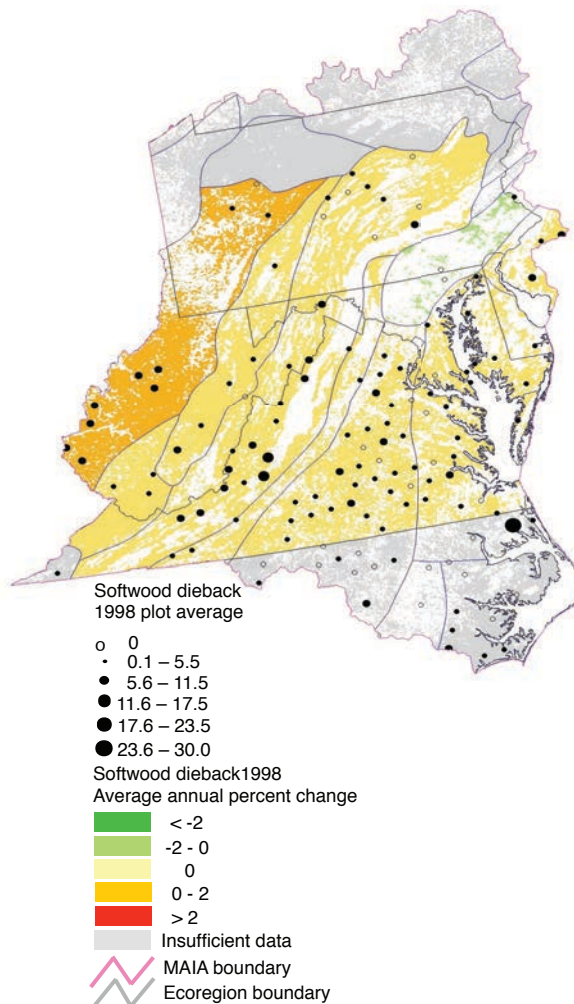 Softwood dieback
1998 plot average
o 0
0.1 – 5.5
5.6 – 11.5
11.6 – 17.5
17.6 – 23.5
23.6 – 30.0
Softwood dieback1998
Average annual percent change
< -2
-2 - 0
0
0 - 2
> 2
Insufficient data
MAIA boundary
Ecoregion boundary